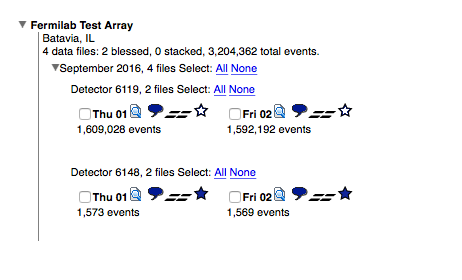 Fermilab Test Array
Batavia, IL
4 data files: 2 blessed, 0 stacked, 3,204,362 total events.
September 2016, 4 files Select: All None
Detector 6119, 2 files Select: All None
Thu 01 Fri 02
1,609,028 events 1,592,192 events
Detector 6148, 2 files Select: All None
Thu 01 Fri 02
1,573 events 1,569 events